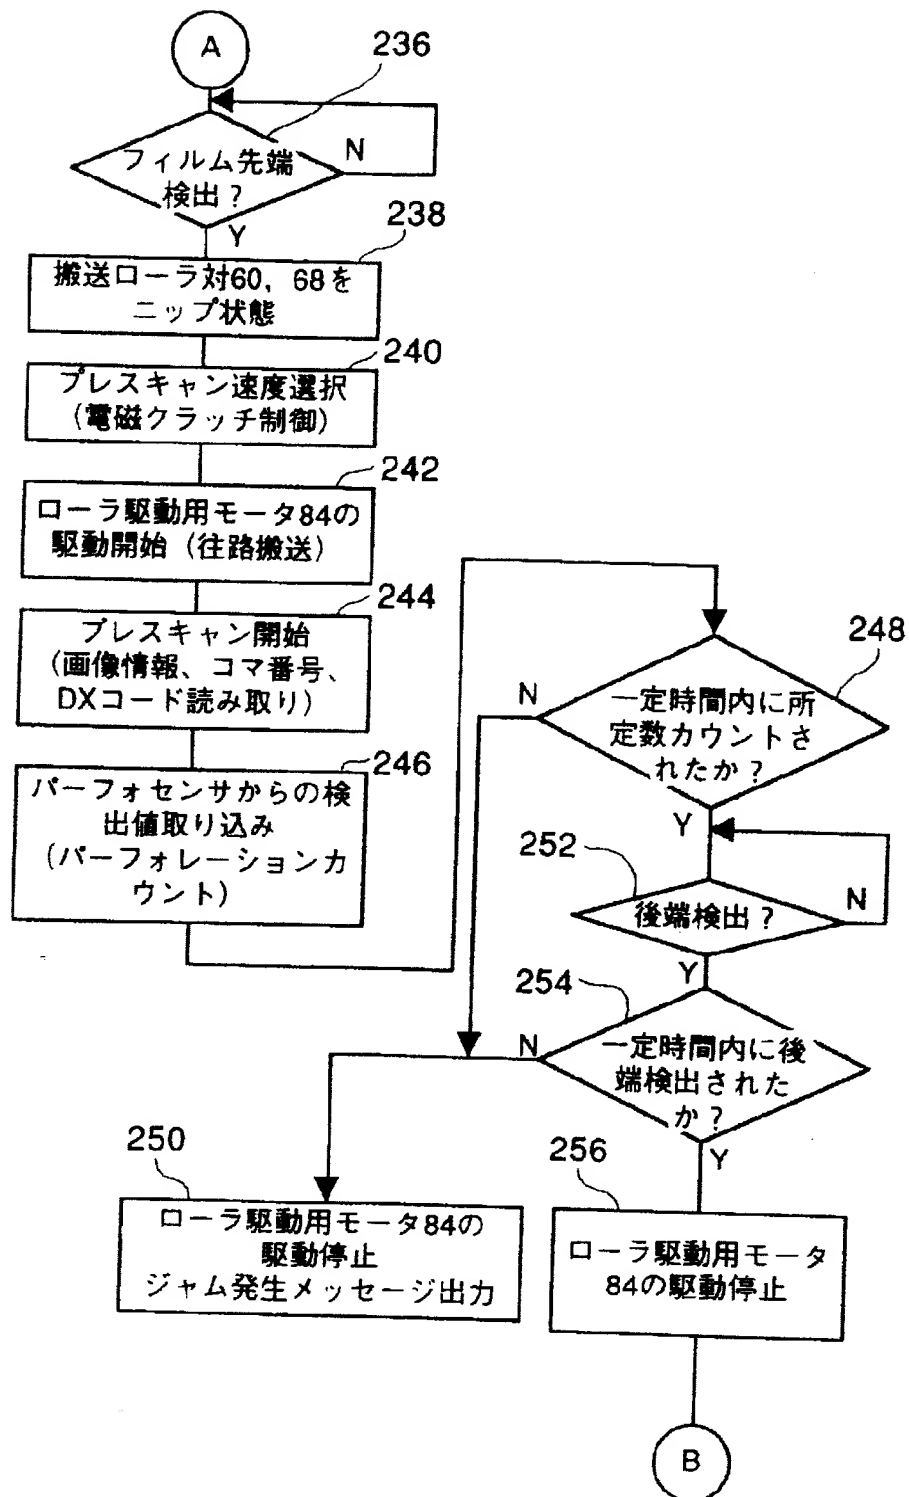 A
236
フィルム先端
検出？
N
Y
238
搬送ローラ対60，68を
ニップ状態
240
プレスキャン速度選択
（電磁クラッチ制御）
242
ローラ駆動用モータ84の
駆動開始（往路搬送）
244
プレスキャン開始
（画像情報、コマ番号、
DXコード読み取り）
246
パーフォセンサからの検
出値取り込み
（パーフォレーションカ
ウント）
248
一定時間内に所
定数カウントさ
れたか？
N
Y
252
後端検出？
N
Y
254
一定時間内に後
端検出された
か？
N
Y
250
ローラ駆動用モータ84の
駆動停止
ジャム発生メッセージ出力
256
ローラ駆動用モータ
84の駆動停止
B